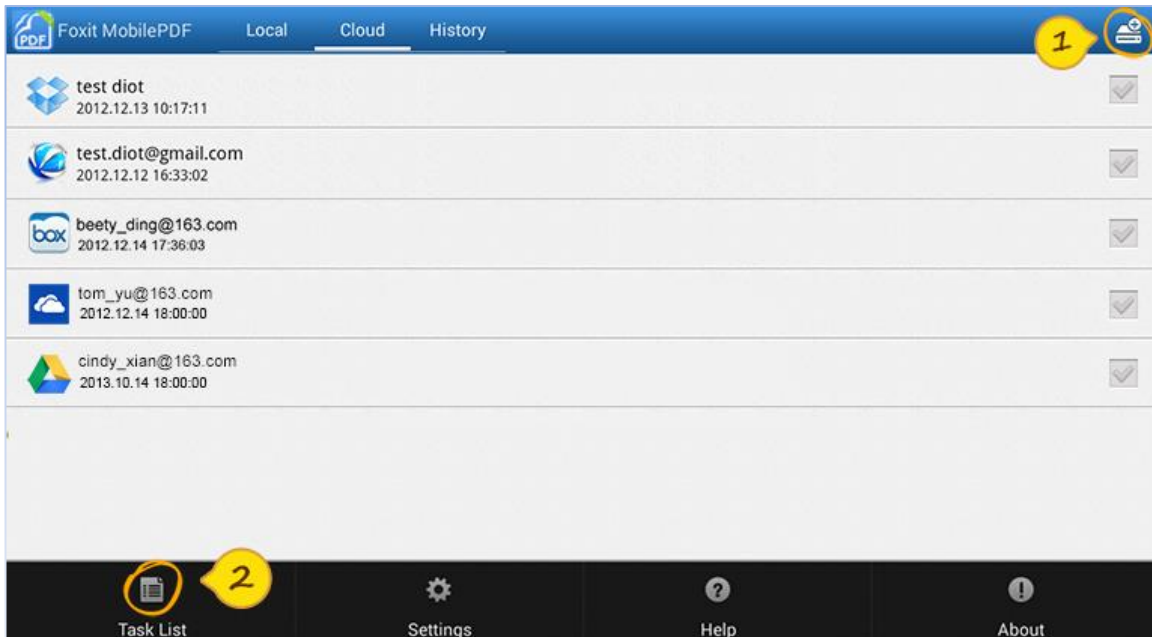 PDF Foxit MobilePDF Local Cloud History
1
test diot
2012.12.13 10:17:11
test.diot@gmail.com
2012.12.12 16:33:02
box
beety_ding@163.com
2012.12.14 17:36:03
tom_yu@163.com
2012.12.14 18:00:00
cindy_xian@163.com
2013.10.14 18:00:00
2
Task List Settings Help About